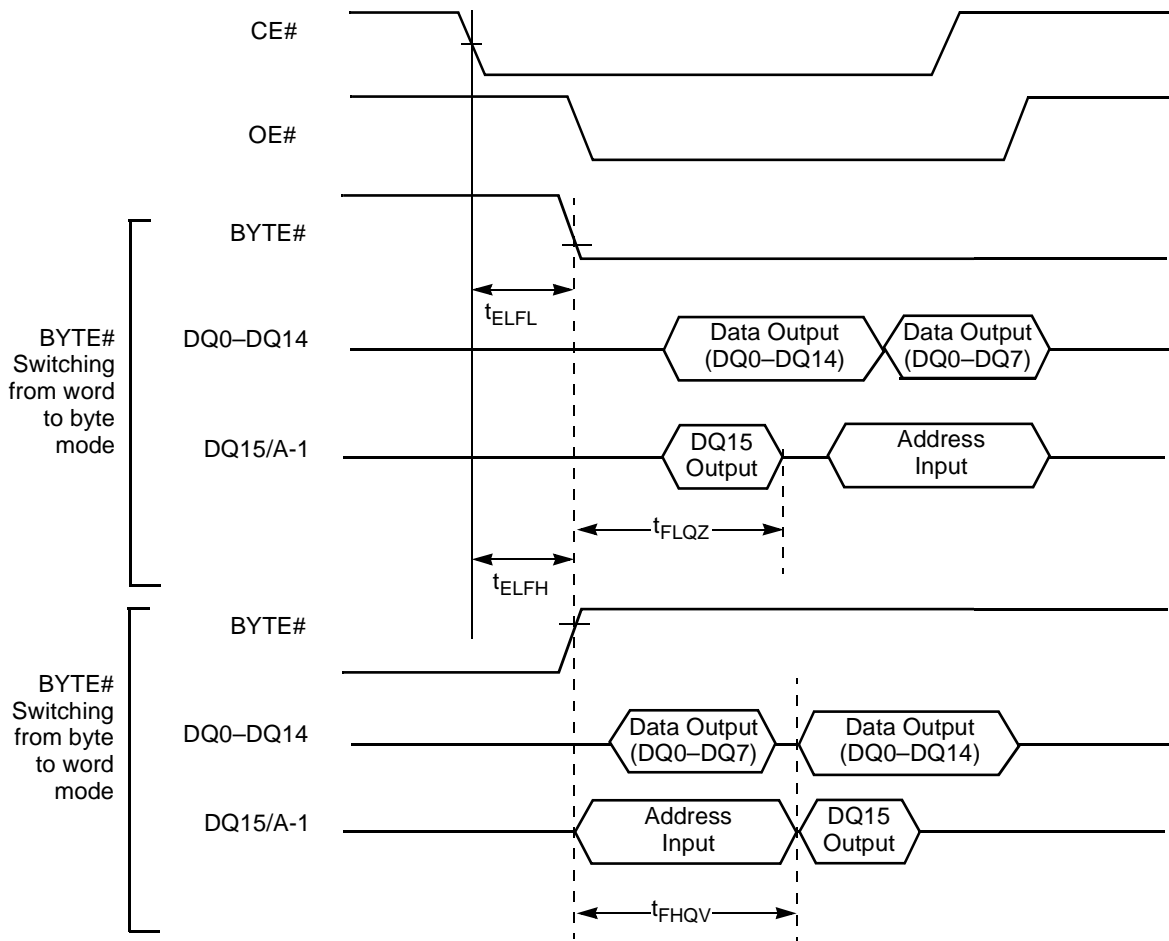 CE#
OE#
BYTE#
tELFL
BYTE#
Switching
from word
to byte
mode
DQ0–DQ14
Data Output
(DQ0–DQ14)
Data Output
(DQ0–DQ7)
DQ15/A-1
DQ15
Output
Address
Input
tFLQZ
tELFH
BYTE#
BYTE#
Switching
from byte
to word
mode
DQ0–DQ14
Data Output
(DQ0–DQ7)
Data Output
(DQ0–DQ14)
DQ15/A-1
Address
Input
DQ15
Output
tFHQV